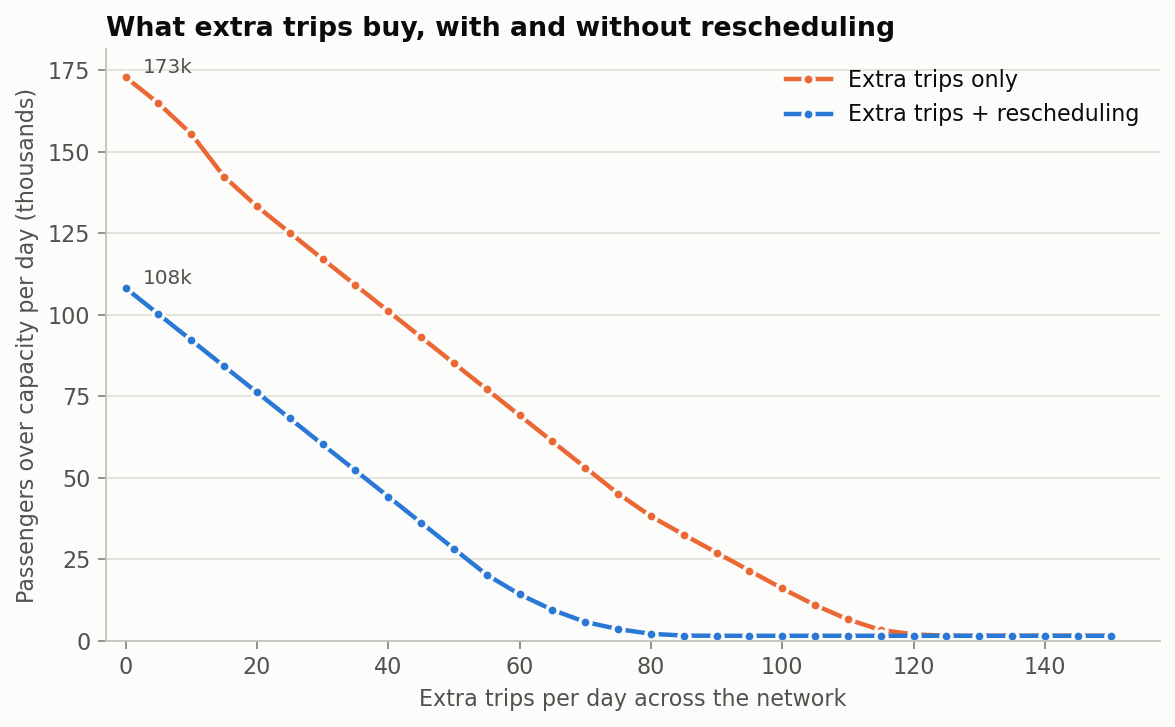 What extra trips buy, with and without rescheduling
Passengers over capacity per day (thousands)
175
150
125
100
75
50
25
0
173k
108k
Extra trips only
Extra trips + rescheduling
0 20 40 60 80 100 120 140
Extra trips per day across the network